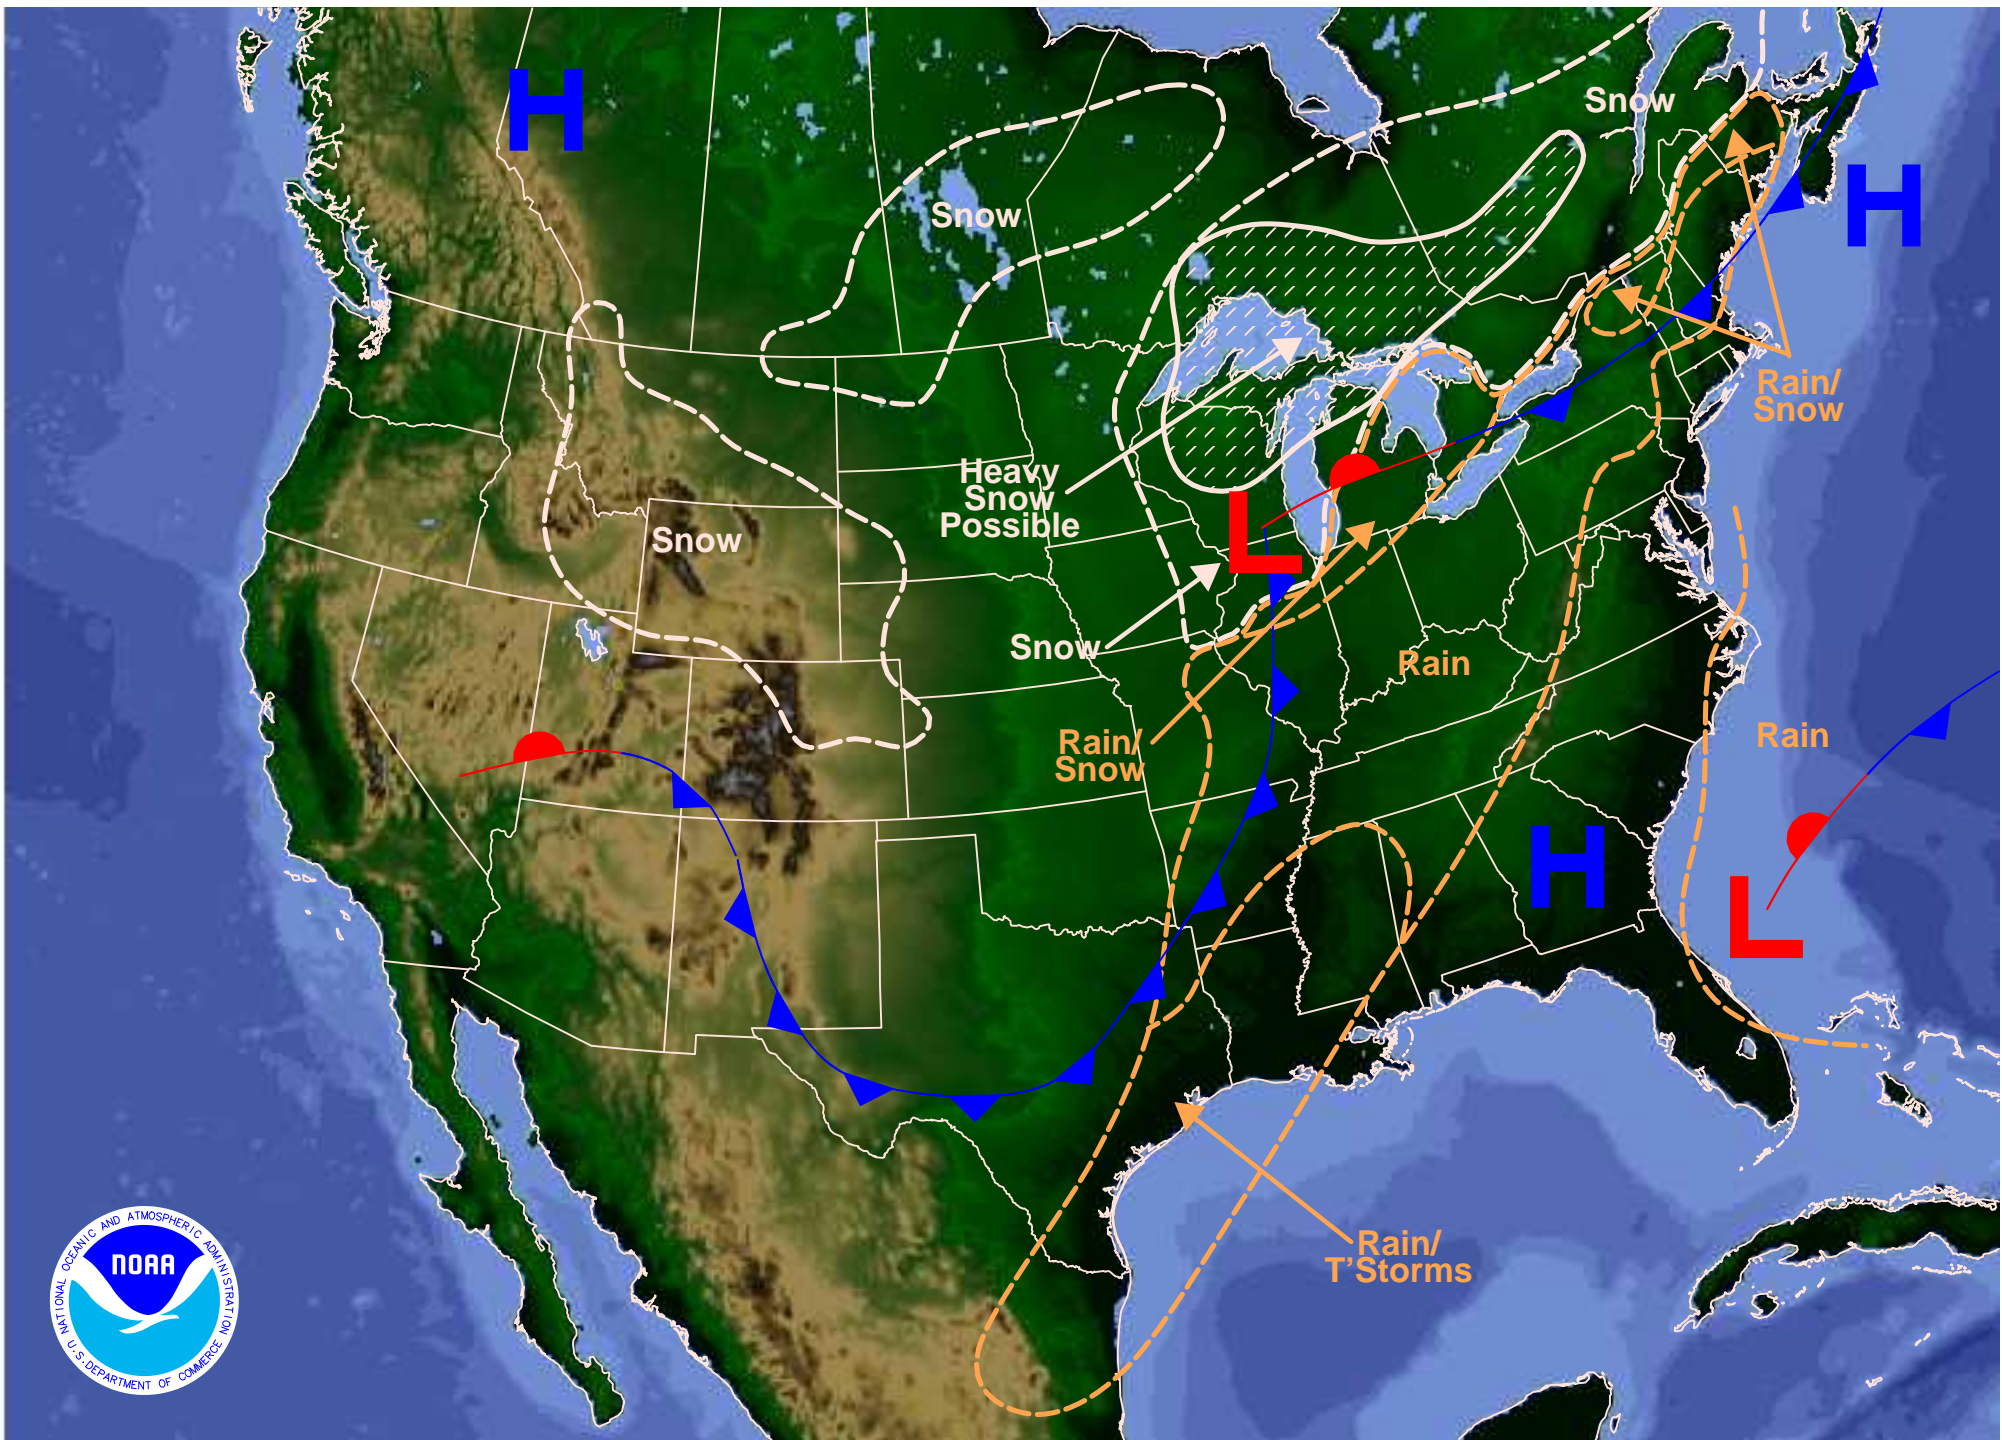 H
Snow
H
Snow
Rain/
Snow
Heavy
Snow
Possible
Snow
L
Snow
Rain
Rain/
Snow
Rain
H
L
Rain/
T'Storms
NATIONAL OCEANIC AND ATMOSPHERIC ADMINISTRATION
NOAA
U.S. DEPARTMENT OF COMMERCE